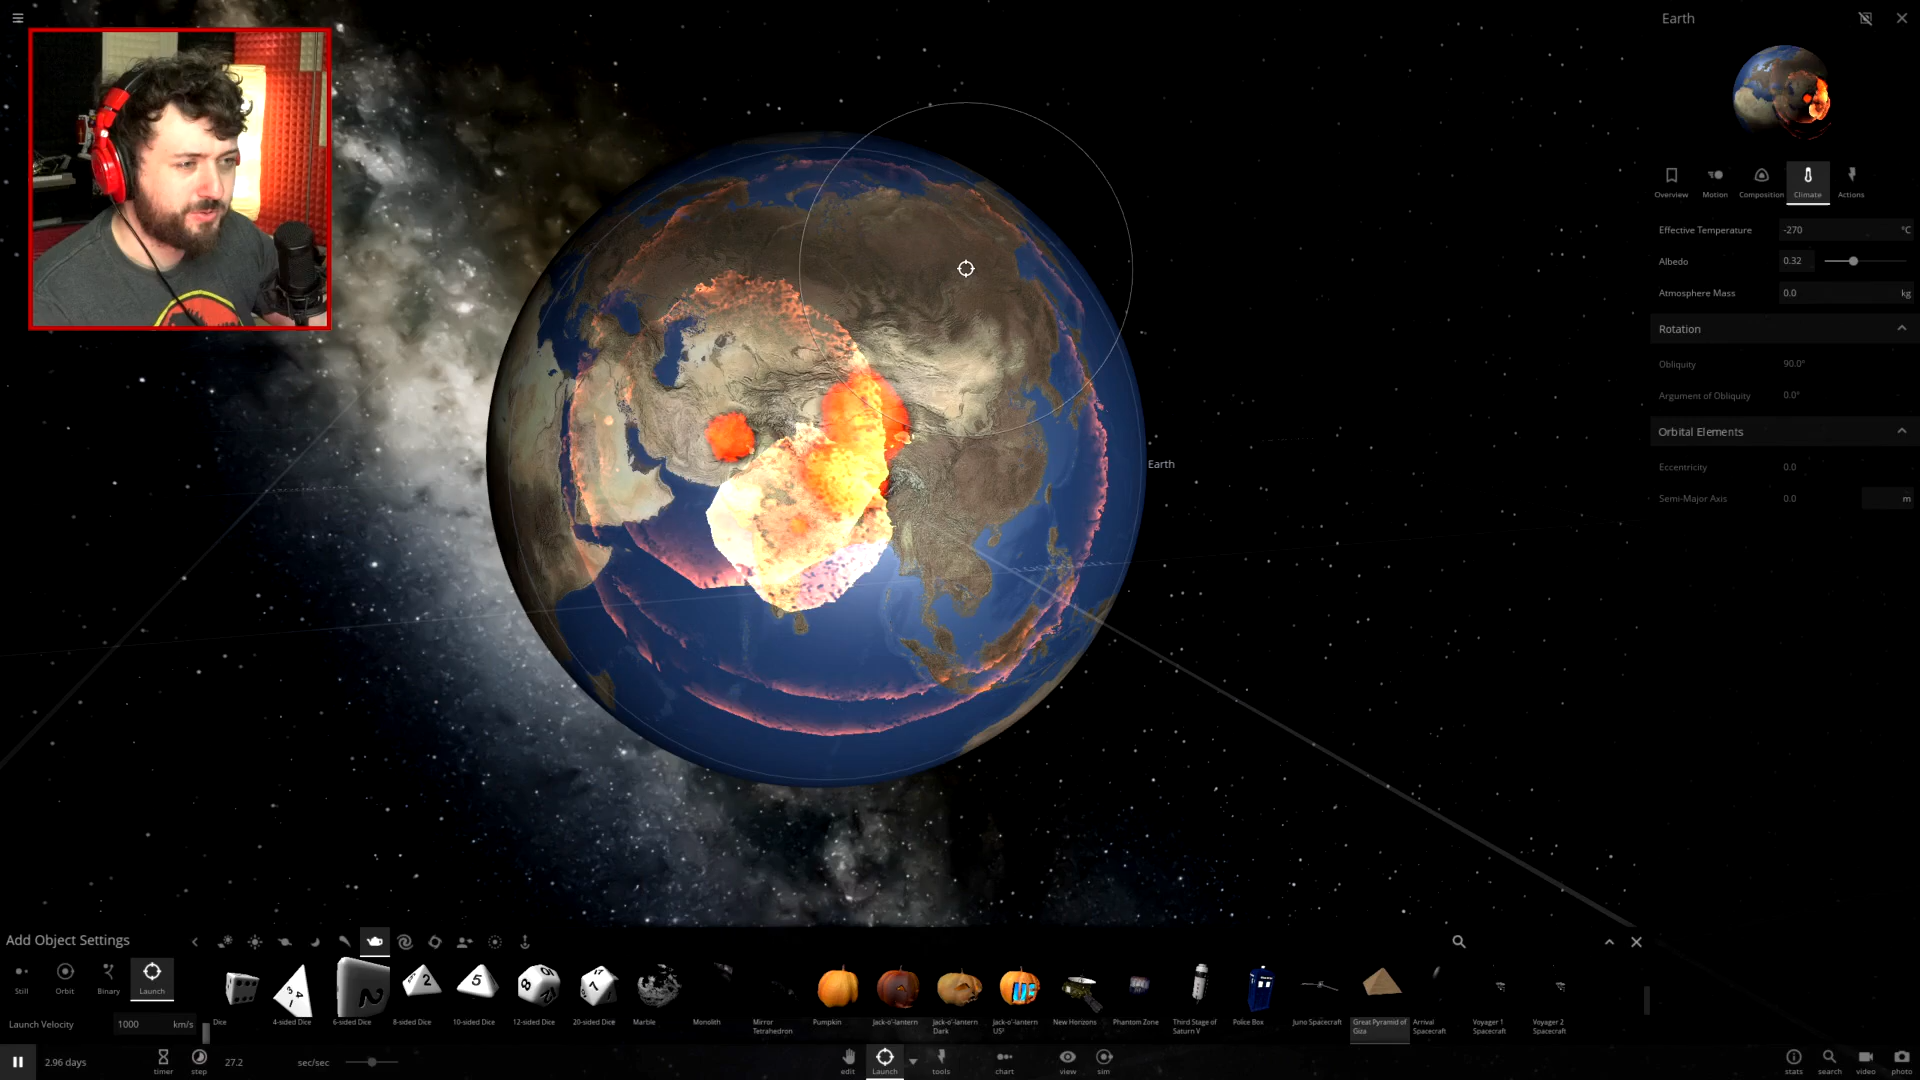 Earth
Overview
Motion
Composition
Climate
Actions
Effective Temperature -270 °C
Albedo 0.32
Atmosphere Mass 0.0 kg
Rotation
Obliquity 90.0°
Argument of Obliquity 0.0°
Orbital Elements
Eccentricity 0.0
Semi-Major Axis 0.0 m
Earth
Add Object Settings
Still
Orbit
Binary
Launch
Launch Velocity 1000 km/s
Dice
4-sided Dice
6-sided Dice
8-sided Dice
10-sided Dice
12-sided Dice
20-sided Dice
Marble
Monolith
Mirror
Tetrahedron
Pumpkin
Jack-o'-lantern
Jack-o'-lantern
Dark
Jack-o'-lantern
US²
New Horizons
Phantom Zone
Third Stage of
Saturn V
Police Box
Juno Spacecraft
Great Pyramid of
Giza
Arrival
Spacecraft
Voyager 1
Spacecraft
Voyager 2
Spacecraft
2.96 days
timer
step
27.2
sec/sec
edit
Launch
tools
chart
view
sim
stats
search
video
photo